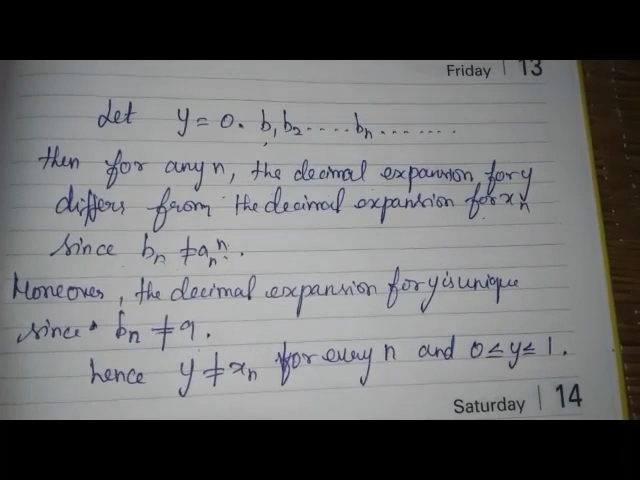 Friday 13
Let y = 0. b₁b₂.....bₙ........
then for any n, the decimal expansion for y
differs from the decimal expansion for xₙ
since bₙ ≠ aₙⁿ.
Moreover, the decimal expansion for y is unique
since bₙ ≠ 9.
hence y ≠ xₙ for every n and 0 ≤ y ≤ 1.
Saturday 14